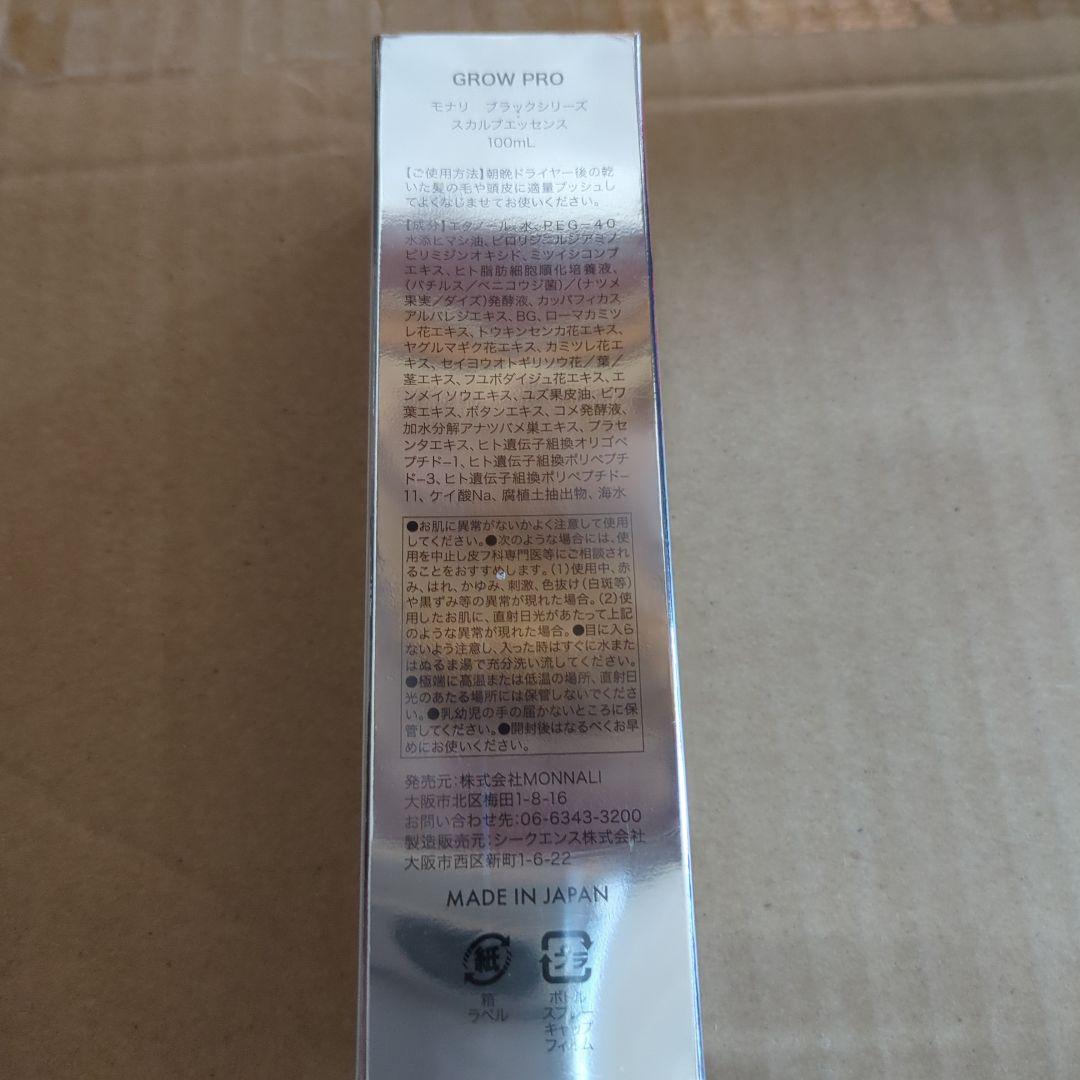 GROW PRO
モナリ ブラックシリーズ
スカルプエッセンス
100mL
【ご使用方法】朝晩ドライヤー後の乾
いた髪の毛や頭皮に適量プッシュし
てよくなじませてお使いください。
【成分】エタノール、水、PEG-40
水添ヒマシ油、ピロリジニルジアミノ
ピリミジンオキシド、ミツイシコンブ
エキス、ヒト脂肪細胞順化培養液、
(バチルス/ベニコウジ菌)/(ナツメ
果実/ダイズ)発酵液、カッパフィカス
アルバレジエキス、BG、ローマカミツ
レ花エキス、トウキンセンカ花エキス、
ヤグルマギク花エキス、カミツレ花エ
キス、セイヨウオトギリソウ花/葉/
茎エキス、フユボダイジュ花エキス、エ
ンメイソウエキス、ユズ果皮油、ビワ
葉エキス、ボタンエキス、コメ発酵液、
加水分解アナツバメ巣エキス、プラセ
ンタエキス、ヒト遺伝子組換オリゴペ
プチド-1、ヒト遺伝子組換ポリペプチ
ド-3、ヒト遺伝子組換ポリペプチド-
11、ケイ酸Na、腐植土抽出物、海水
●お肌に異常がないかよく注意して使用
してください。●次のような場合には、使
用を中止し皮フ科専門医等にご相談され
ることをおすすめします。(1)使用中、赤
み、はれ、かゆみ、刺激、色抜け(白斑等)
や黒ずみ等の異常が現れた場合。(2)使
用したお肌に、直射日光があたって上記
のような異常が現れた場合。●目に入ら
ないよう注意し、入った時はすぐに水また
はぬるま湯で充分洗い流してください。
●極端に高温または低温の場所、直射日
光のあたる場所には保管しないでくださ
い。●乳幼児の手の届かないところに保
管してください。●開封後はなるべくお早
めにお使いください。
発売元:株式会社MONNALI
大阪市北区梅田1-8-16
お問い合わせ先:06-6343-3200
製造販売元:シークエンス株式会社
大阪市西区新町1-6-22
MADE IN JAPAN
紙
プラ
箱
ラベル
ボトル
スプレー
キャップ
フィルム